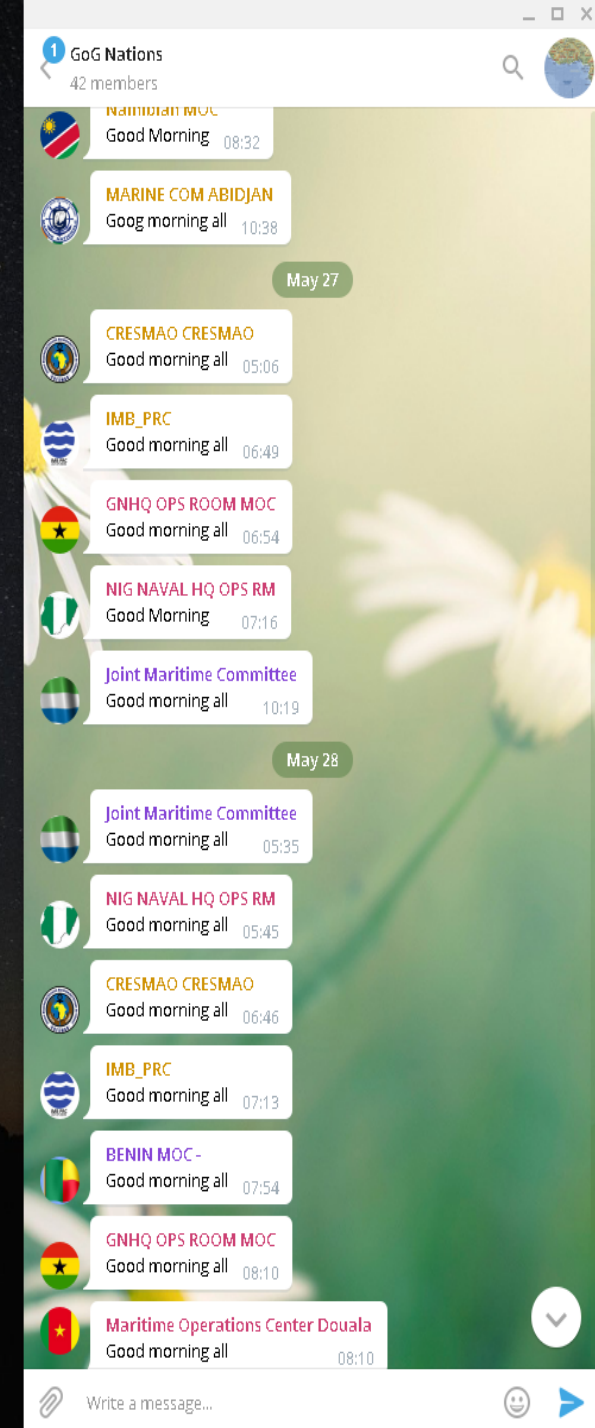 1
GoG Nations
42 members
Namibian MOC
Good Morning 08:32
MARINE COM ABIDJAN
Goog morning all 10:38
May 27
CRESMAO CRESMAO
Good morning all 05:06
IMB_PRC
Good morning all 06:49
GNHQ OPS ROOM MOC
Good morning all 06:54
NIG NAVAL HQ OPS RM
Good Morning 07:16
Joint Maritime Committee
Good morning all 10:19
May 28
Joint Maritime Committee
Good morning all 05:35
NIG NAVAL HQ OPS RM
Good morning all 05:45
CRESMAO CRESMAO
Good morning all 06:46
IMB_PRC
Good morning all 07:13
BENIN MOC -
Good morning all 07:54
GNHQ OPS ROOM MOC
Good morning all 08:10
Maritime Operations Center Douala
Good morning all 08:10
Write a message...